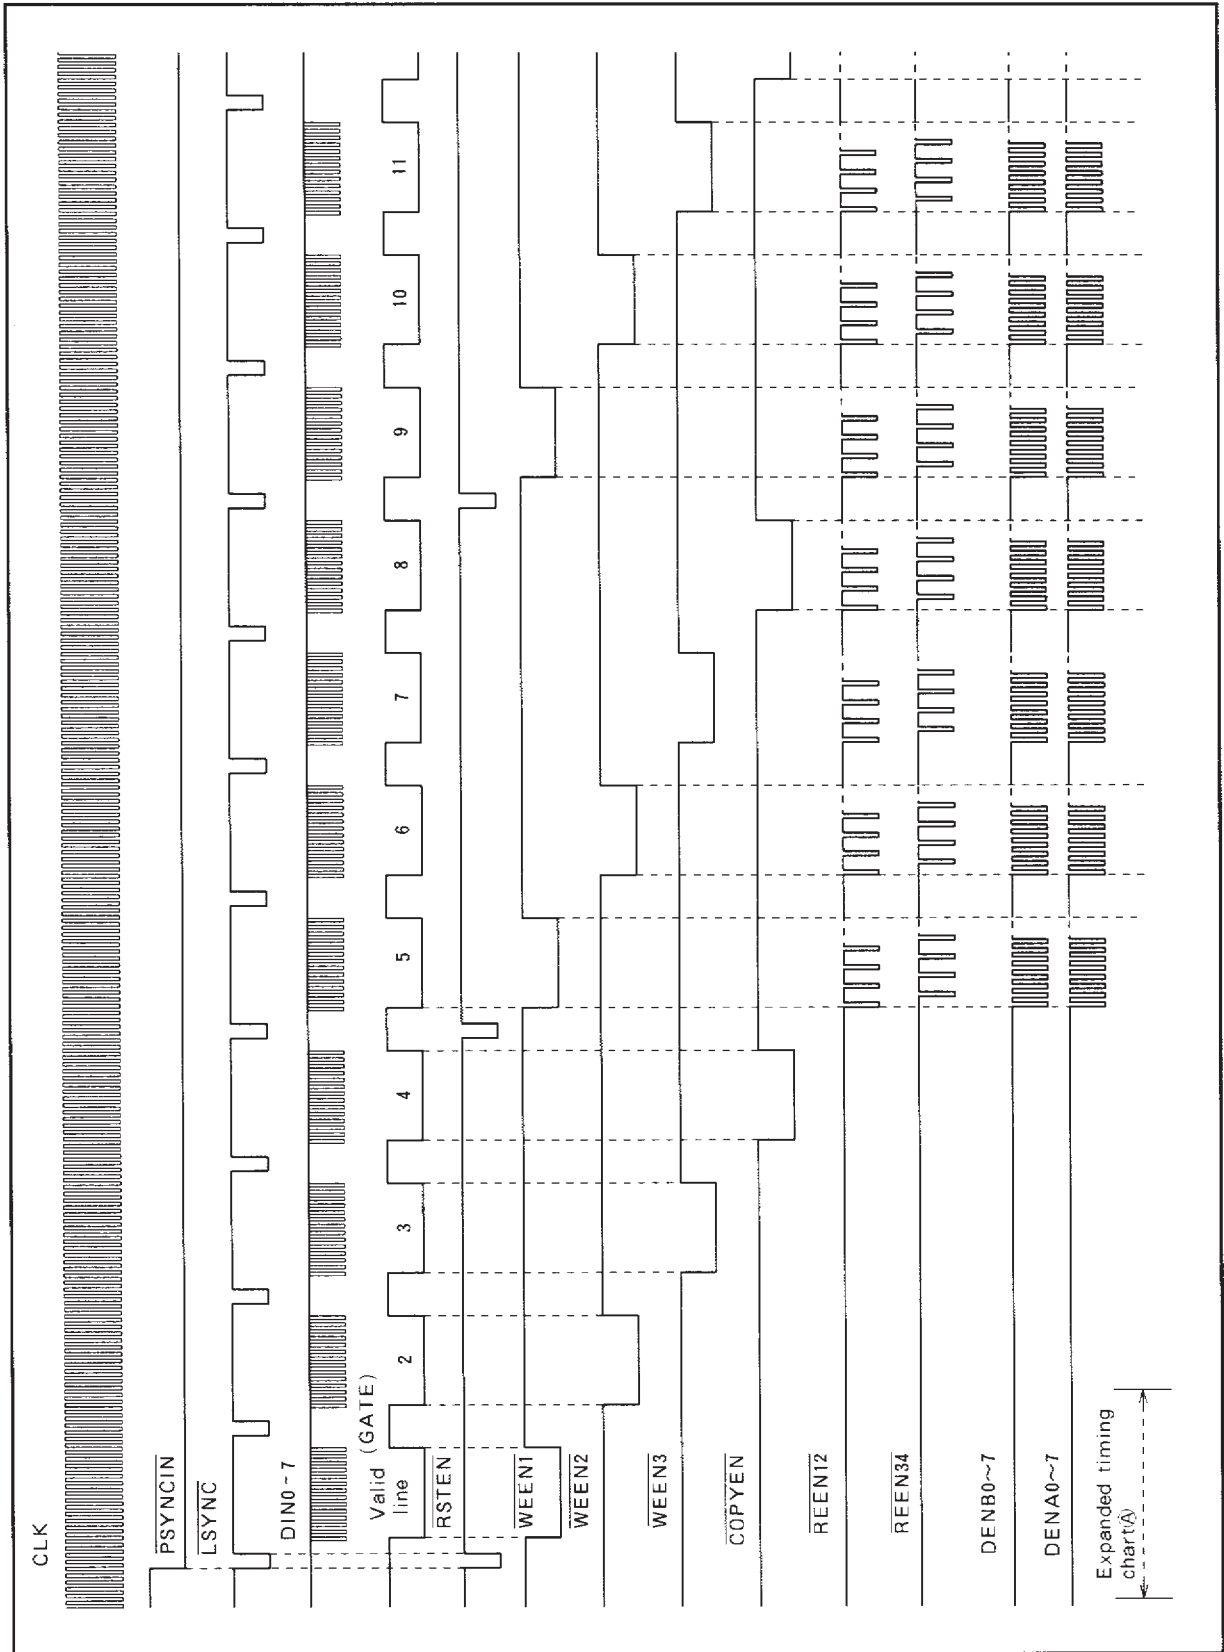 CLK
PSYNCIN
LSYNC
DIN0~7
Valid line
(GATE)
2 3 4 5 6 7 8 9 10 11
RSTEN
WEEN1
WEEN2
WEEN3
COPYEN
REEN12
REEN34
DENB0~7
DENA0~7
Expanded timing
chart(A)